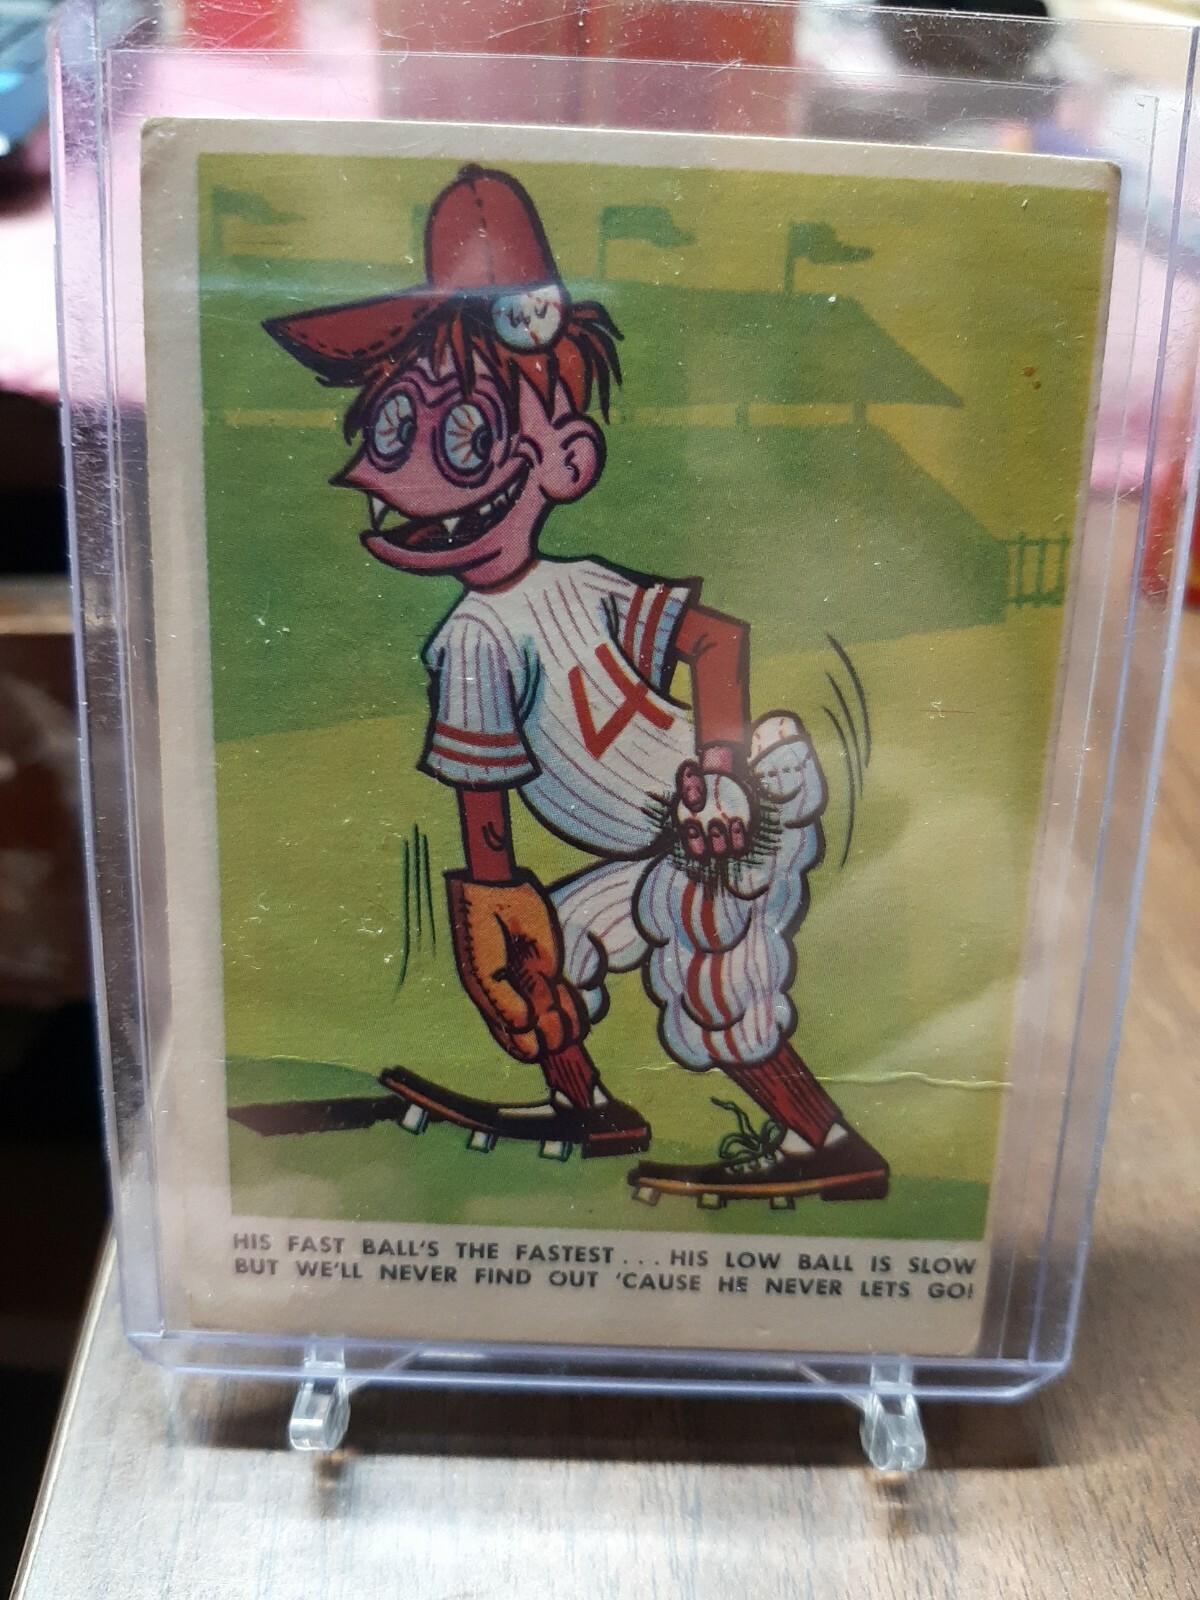 4
HIS FAST BALL'S THE FASTEST... HIS LOW BALL IS SLOW
BUT WE'LL NEVER FIND OUT 'CAUSE HE NEVER LETS GO!